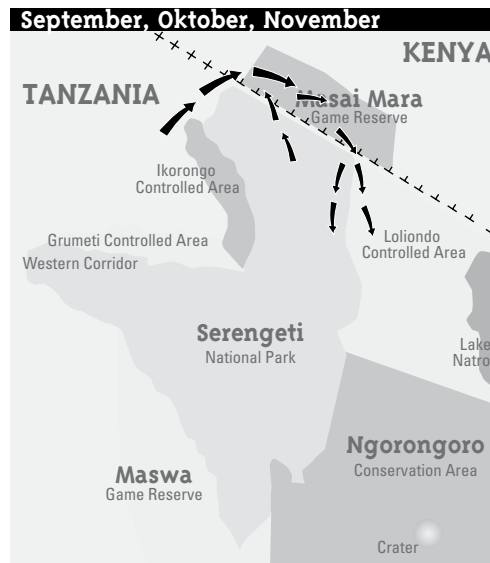 September, Oktober, November
KENYA
TANZANIA
Masai Mara
Game Reserve
Ikorongo
Controlled Area
Grumeti Controlled Area
Western Corridor
Loliondo
Controlled Area
Serengeti
National Park
Lake
Natro
Ngorongoro
Conservation Area
Maswa
Game Reserve
Crater